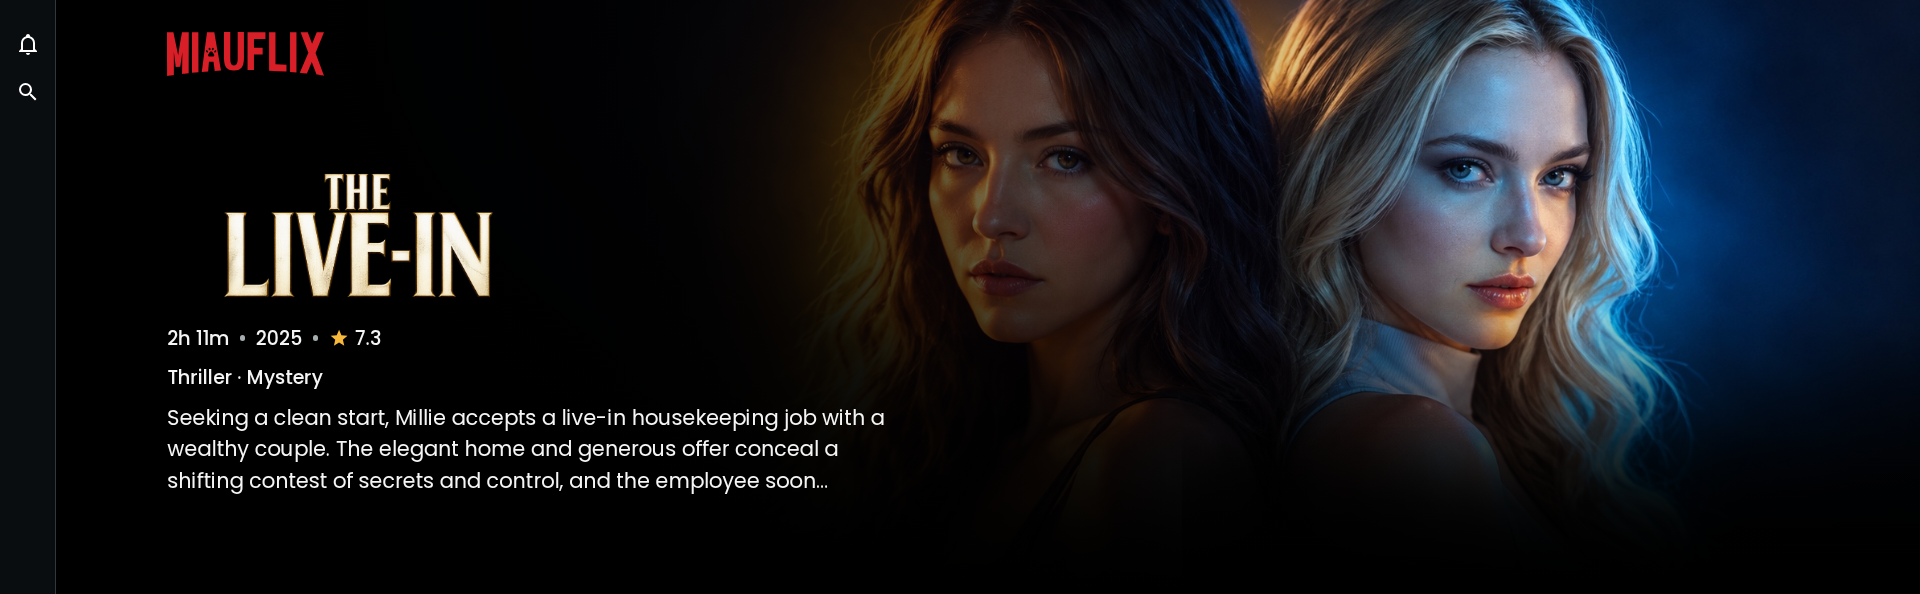 MIAUFLIX
THE
LIVE-IN
2h 11m • 2025 • ★ 7.3
Thriller · Mystery
Seeking a clean start, Millie accepts a live-in housekeeping job with a
wealthy couple. The elegant home and generous offer conceal a
shifting contest of secrets and control, and the employee soon...